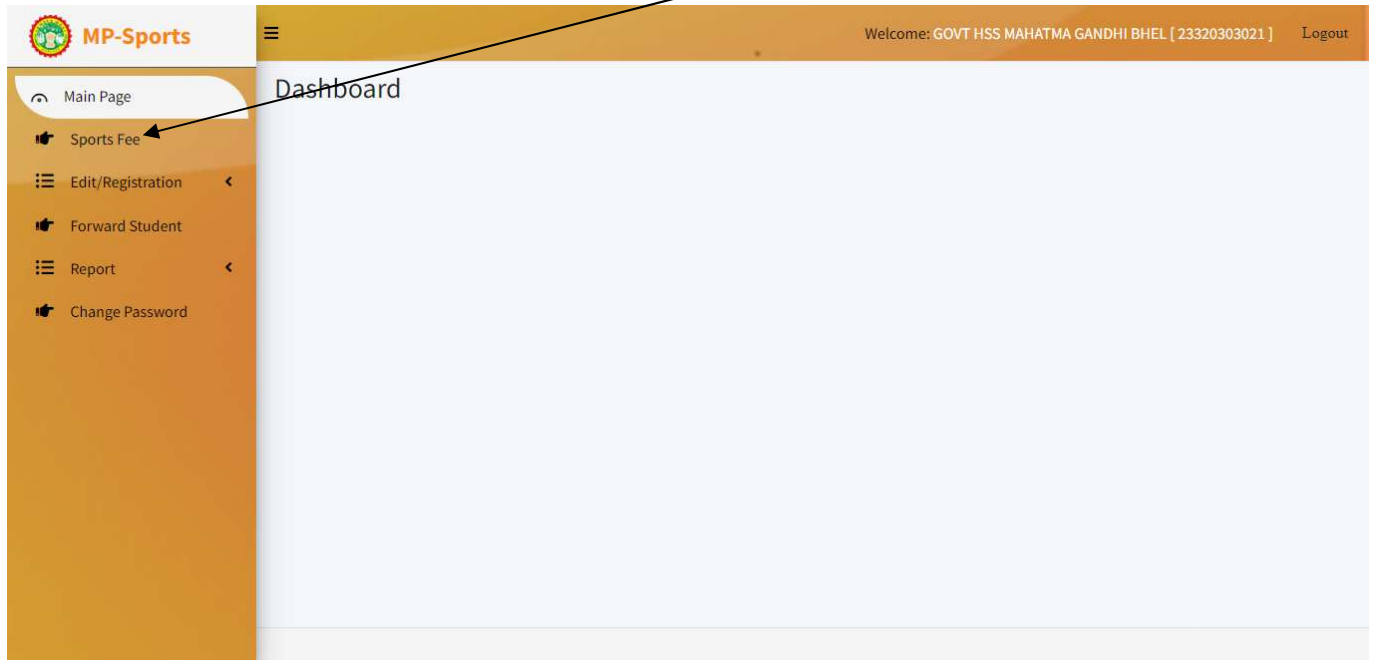 MP-Sports
Welcome: GOVT HSS MAHATMA GANDHI BHEL [ 23320303021 ] Logout
Main Page
Dashboard
Sports Fee
Edit/Registration
Forward Student
Report
Change Password